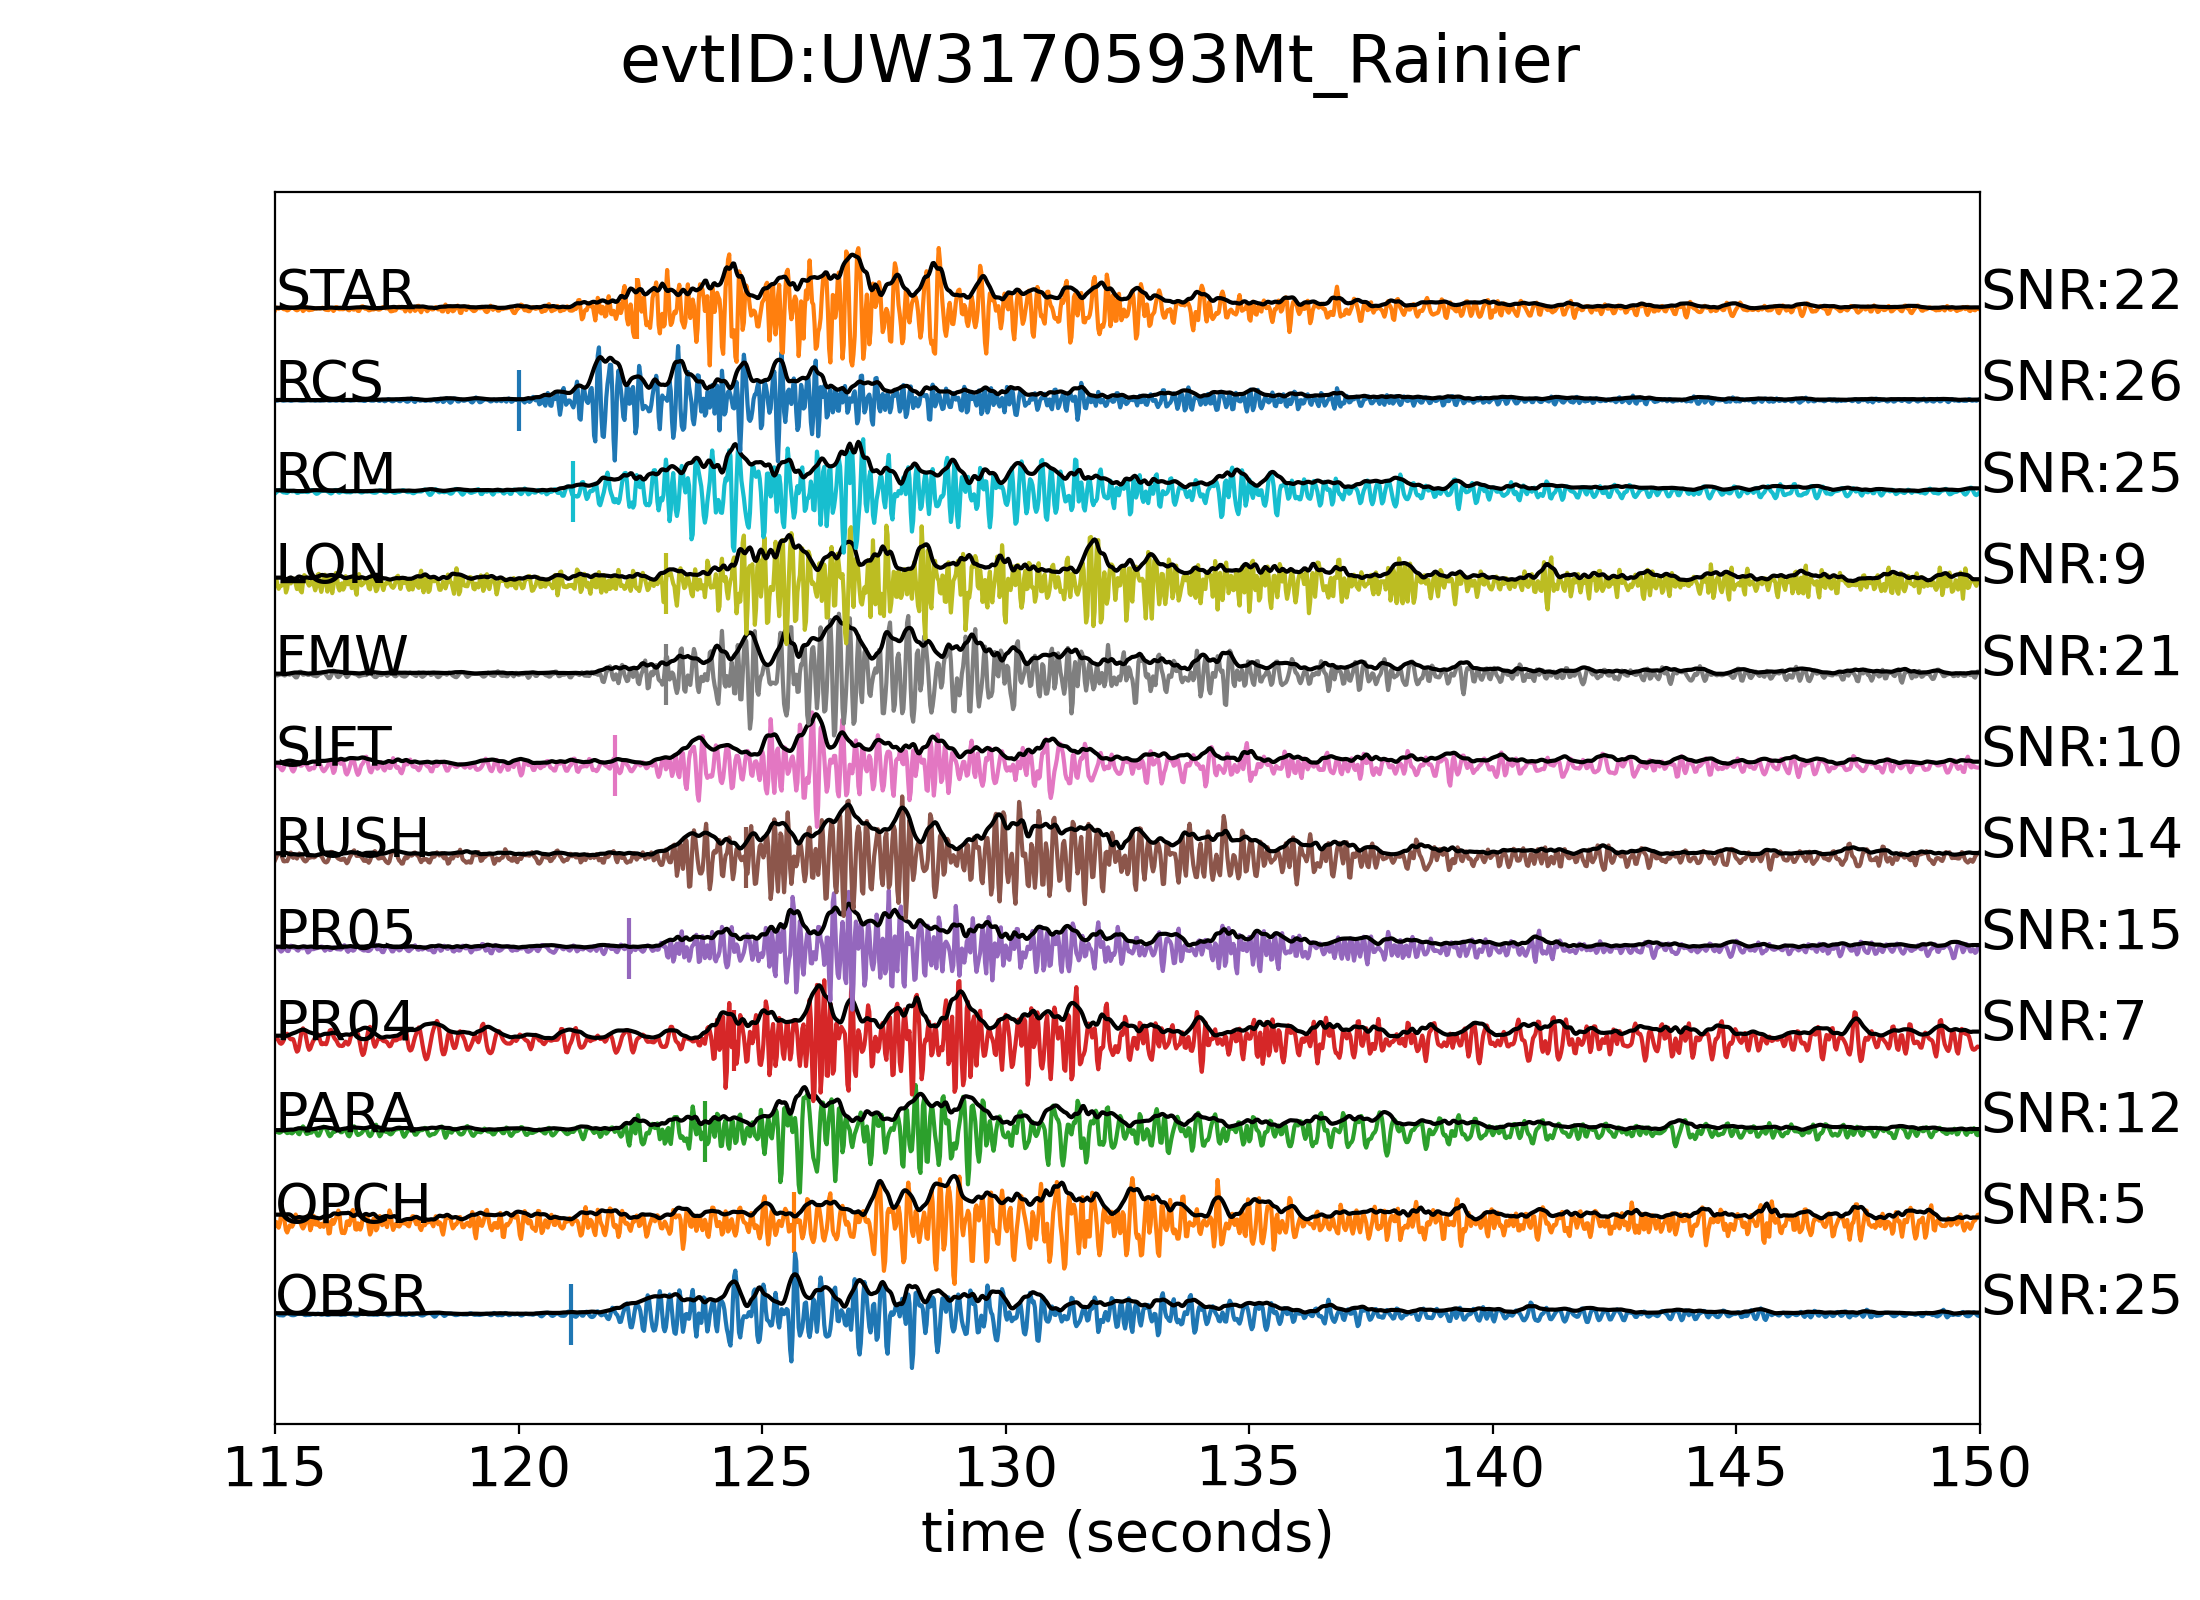 evtID:UW3170593Mt_Rainier
STAR SNR:22
RCS SNR:26
RCM SNR:25
LON SNR:9
FMW SNR:21
SIFT SNR:10
RUSH SNR:14
PR05 SNR:15
PR04 SNR:7
PARA SNR:12
OPCH SNR:5
OBSR SNR:25
115 120 125 130 135 140 145 150
time (seconds)